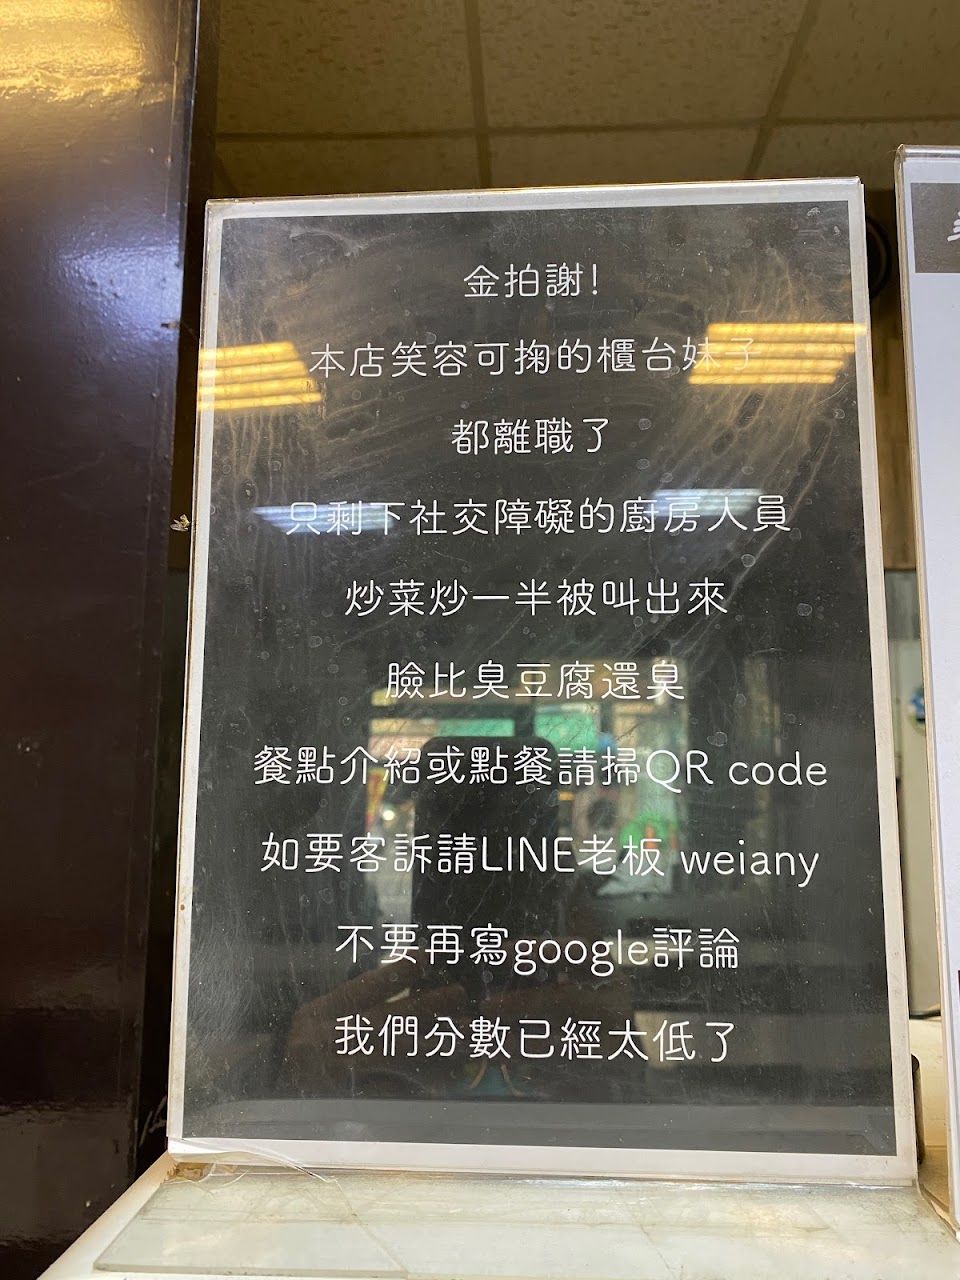 金拍謝!
本店笑容可掬的櫃台妹子
都離職了
只剩下社交障礙的廚房人員
炒菜炒一半被叫出來
臉比臭豆腐還臭
餐點介紹或點餐請掃QR code
如要客訴請LINE老板 weiany
不要再寫google評論
我們分數已經太低了